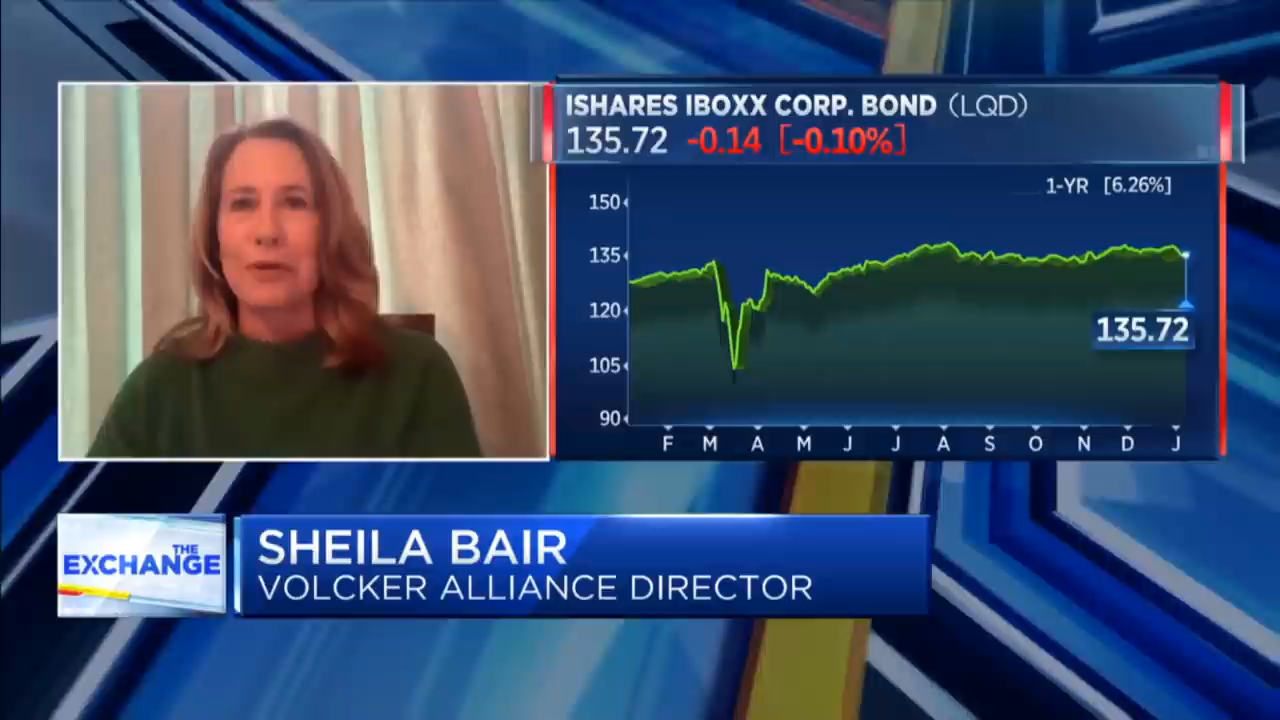 ISHARES IBOXX CORP. BOND (LQD)
135.72 -0.14 [-0.10%]
1-YR [6.26%]
150
135
120
105
90
135.72
F M A M J J A S O N D J
THE
EXCHANGE
SHEILA BAIR
VOLCKER ALLIANCE DIRECTOR